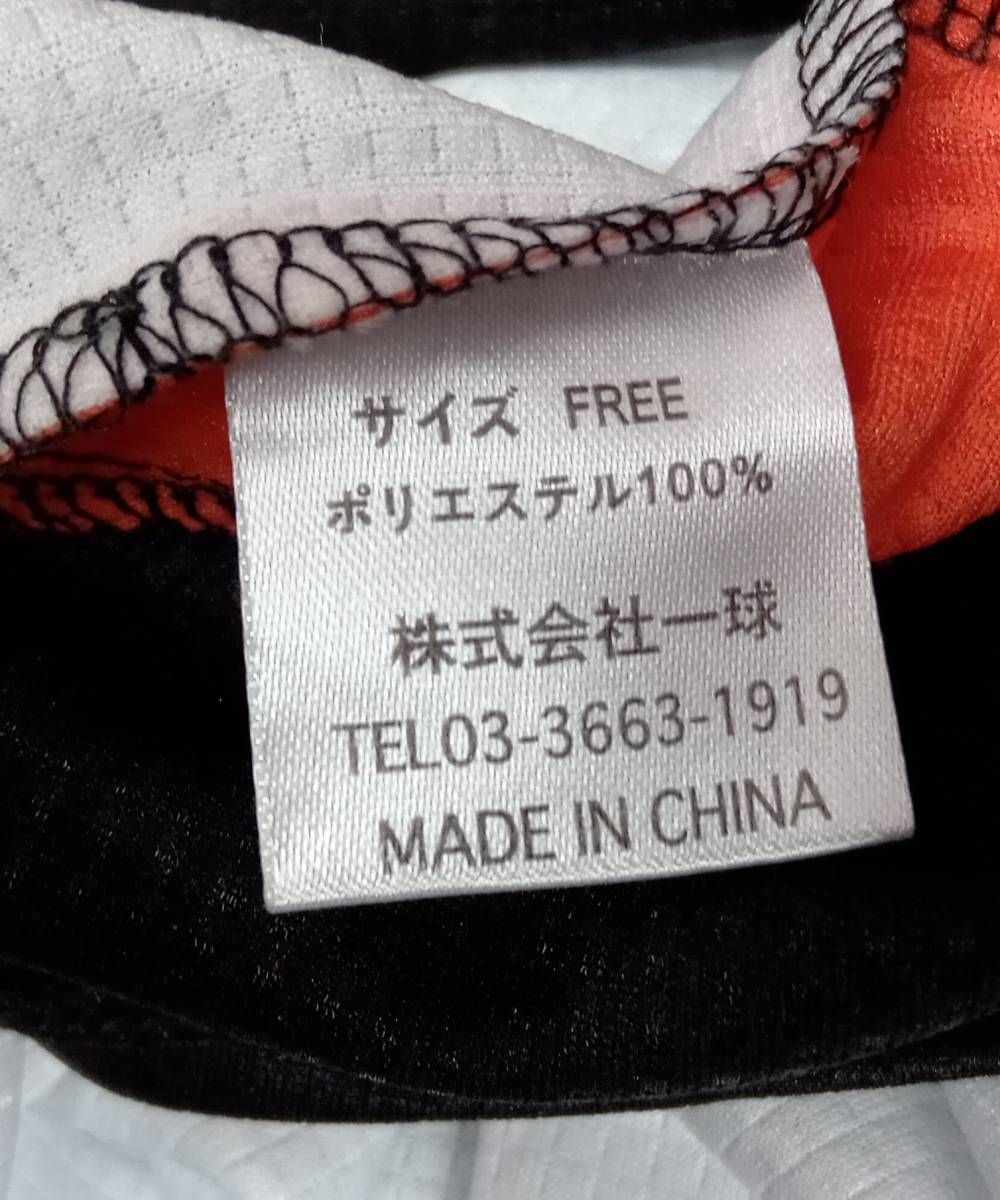 サイズ FREE
ポリエステル100%
株式会社一球
TEL03-3663-1919
MADE IN CHINA